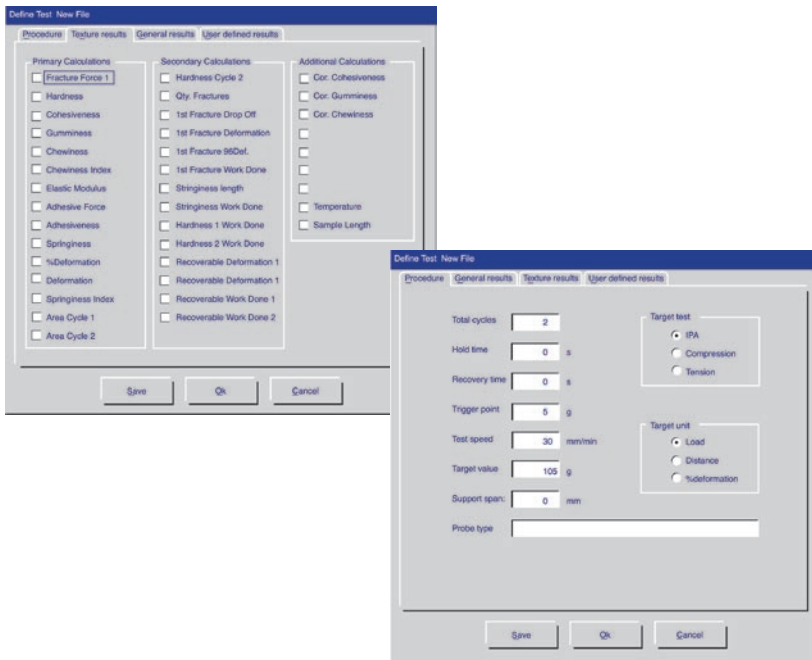 Define Test New File
Procedure Texture results General results User defined results
Primary Calculations
Fracture Force 1
Hardness
Cohesiveness
Gumminess
Chewiness
Chewiness Index
Elastic Modulus
Adhesive Force
Adhesiveness
Springiness
%Deformation
Deformation
Springiness Index
Area Cycle 1
Area Cycle 2
Secondary Calculations
Hardness Cycle 2
Qty. Fractures
1st Fracture Drop Off
1st Fracture Deformation
1st Fracture 96Def.
1st Fracture Work Done
Stringiness length
Stringiness Work Done
Hardness 1 Work Done
Hardness 2 Work Done
Recoverable Deformation 1
Recoverable Deformation 1
Recoverable Work Done 1
Recoverable Work Done 2
Additional Calculations
Cor. Cohesiveness
Cor. Gumminess
Cor. Chewiness
Temperature
Sample Length
Save Ok Cancel
Define Test New File
Procedure General results Texture results User defined results
Total cycles 2
Hold time 0 s
Recovery time 0 s
Trigger point 5 g
Test speed 30 mm/min
Target value 105 g
Support span: 0 mm
Probe type
Target test
IPA
Compression
Tension
Target unit
Load
Distance
%deformation
Save Ok Cancel